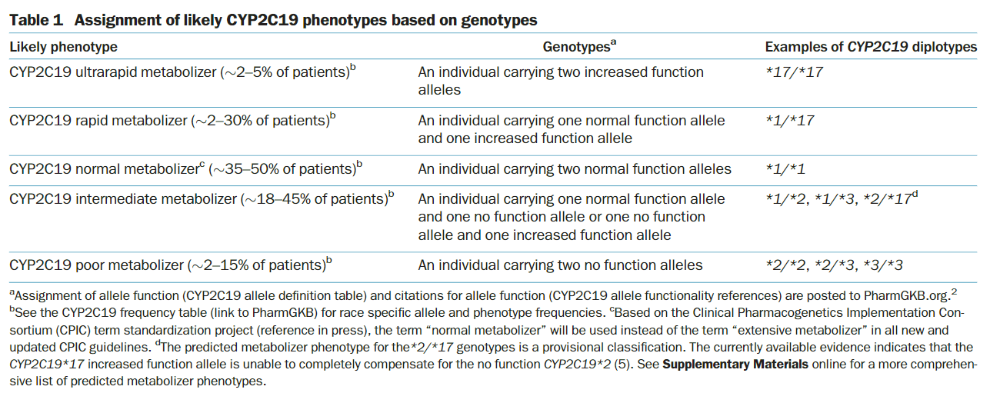 Table 1 Assignment of likely CYP2C19 phenotypes based on genotypes
Likely phenotype Genotypesa Examples of CYP2C19 diplotypes
CYP2C19 ultrarapid metabolizer (~2–5% of patients)b An individual carrying two increased function *17/*17
alleles
CYP2C19 rapid metabolizer (~2–30% of patients)b An individual carrying one normal function allele *1/*17
and one increased function allele
CYP2C19 normal metabolizerc (~35–50% of patients)b An individual carrying two normal function alleles *1/*1
CYP2C19 intermediate metabolizer (~18–45% of patients)b An individual carrying one normal function allele *1/*2, *1/*3, *2/*17d
and one no function allele or one no function
allele and one increased function allele
CYP2C19 poor metabolizer (~2–15% of patients)b An individual carrying two no function alleles *2/*2, *2/*3, *3/*3
aAssignment of allele function (CYP2C19 allele definition table) and citations for allele function (CYP2C19 allele functionality references) are posted to PharmGKB.org.2
bSee the CYP2C19 frequency table (link to PharmGKB) for race specific allele and phenotype frequencies. cBased on the Clinical Pharmacogenetics Implementation Con-
sortium (CPIC) term standardization project (reference in press), the term “normal metabolizer” will be used instead of the term “extensive metabolizer” in all new and
updated CPIC guidelines. dThe predicted metabolizer phenotype for the*2/*17 genotypes is a provisional classification. The currently available evidence indicates that the
CYP2C19*17 increased function allele is unable to completely compensate for the no function CYP2C19*2 (5). See Supplementary Materials online for a more comprehen-
sive list of predicted metabolizer phenotypes.